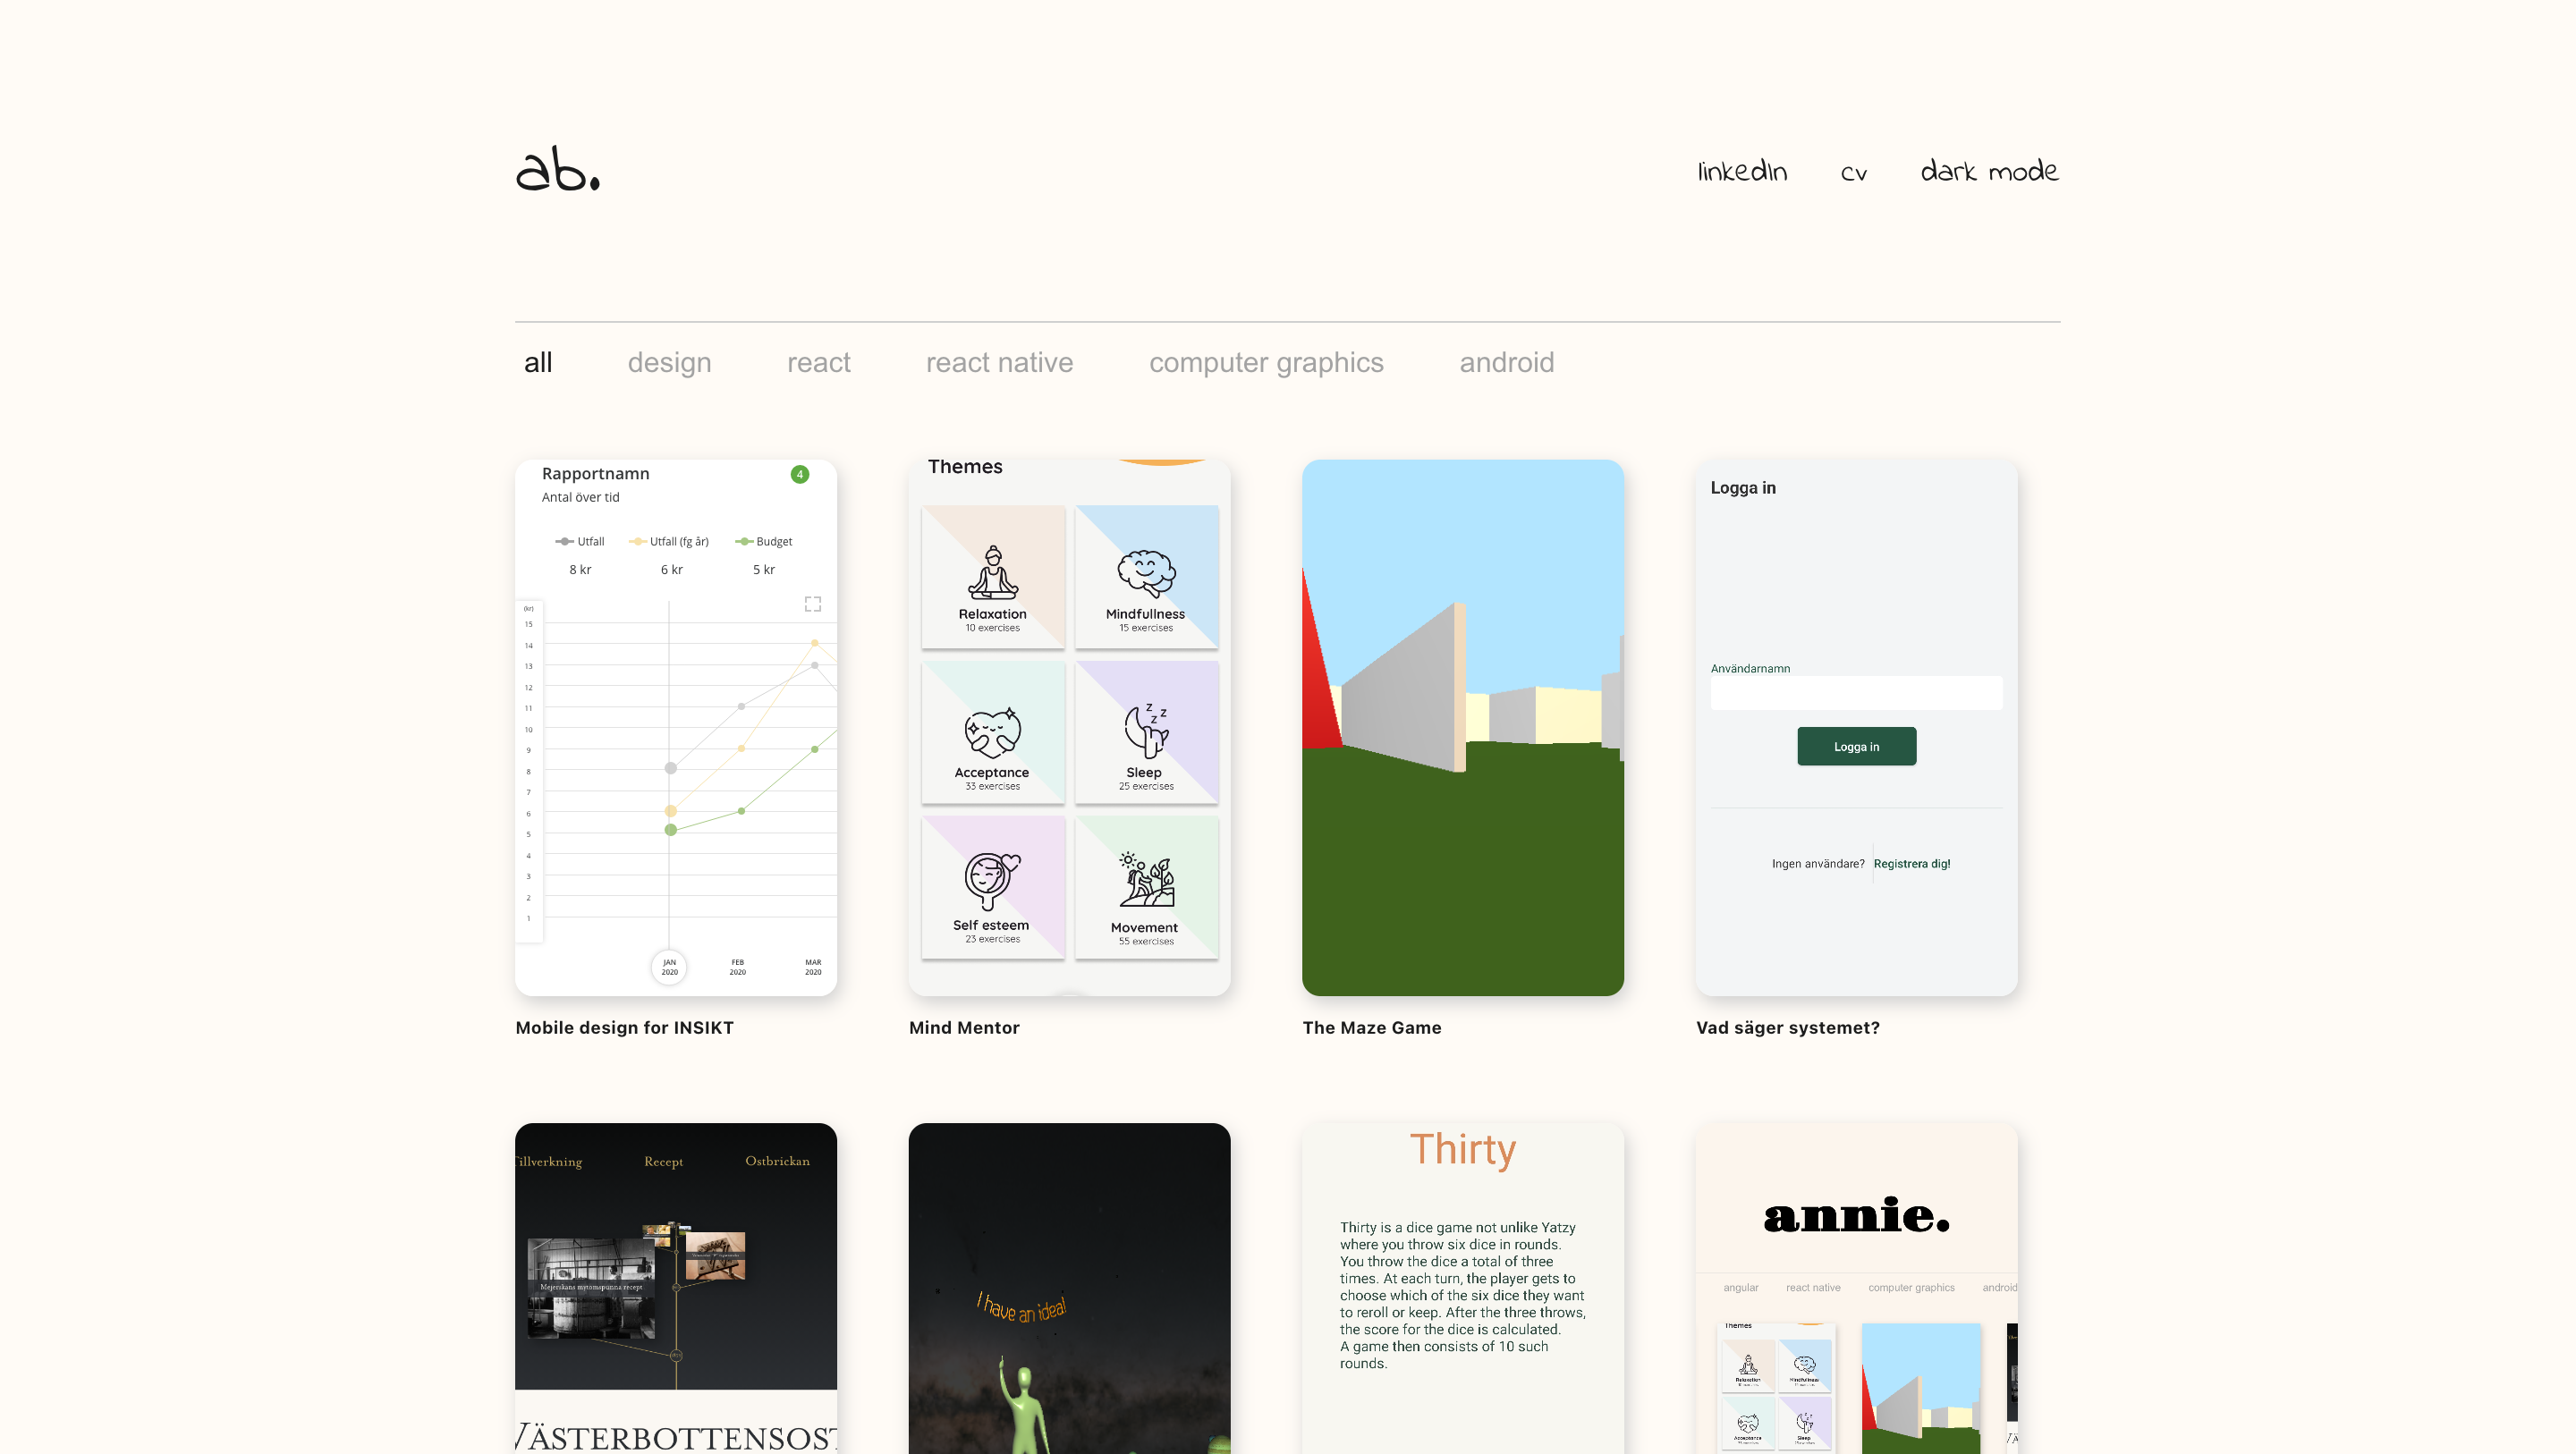 ab.
linkedIn cv dark mode
all design react react native computer graphics android
Rapportnamn 4
Antal över tid
Utfall Utfall (fg år) Budget
8 kr 6 kr 5 kr
(kr)
15
14
13
12
11
10
9
8
7
6
5
4
3
2
1
JAN 2020 FEB 2020 MAR 2020
Mobile design for INSIKT
Themes
Relaxation
10 exercises
Mindfullness
15 exercises
Acceptance
33 exercises
Sleep
25 exercises
Self esteem
23 exercises
Movement
55 exercises
Mind Mentor
The Maze Game
Logga in
Användarnamn
Logga in
Ingen användare? Registrera dig!
Vad säger systemet?
Tillverkning Recept Ostbrickan
Mejerskans mytomspunna recept
VÄSTERBOTTENSOST
I have an idea!
Thirty
Thirty is a dice game not unlike Yatzy
where you throw six dice in rounds.
You throw the dice a total of three
times. At each turn, the player gets to
choose which of the six dice they want
to reroll or keep. After the three throws,
the score for the dice is calculated.
A game then consists of 10 such
rounds.
annie.
angular react native computer graphics android
Themes
Relaxation
Mindfullness
Acceptance
Sleep